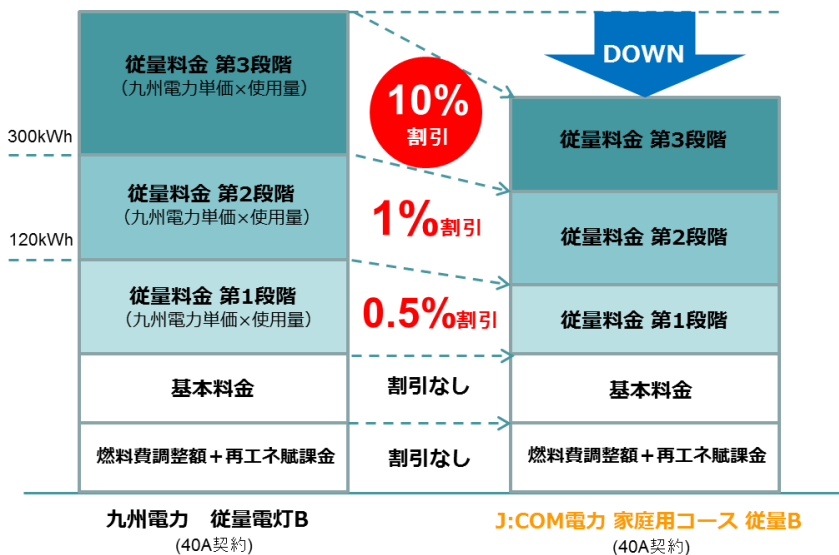 従量料金 第3段階
（九州電力単価×使用量）
300kWh
従量料金 第2段階
（九州電力単価×使用量）
120kWh
従量料金 第1段階
（九州電力単価×使用量）
基本料金
燃料費調整額＋再エネ賦課金
九州電力　従量電灯B
(40A契約)
10%
割引
1%割引
0.5%割引
割引なし
割引なし
DOWN
従量料金 第3段階
従量料金 第2段階
従量料金 第1段階
基本料金
燃料費調整額＋再エネ賦課金
J:COM電力 家庭用コース 従量B
(40A契約)